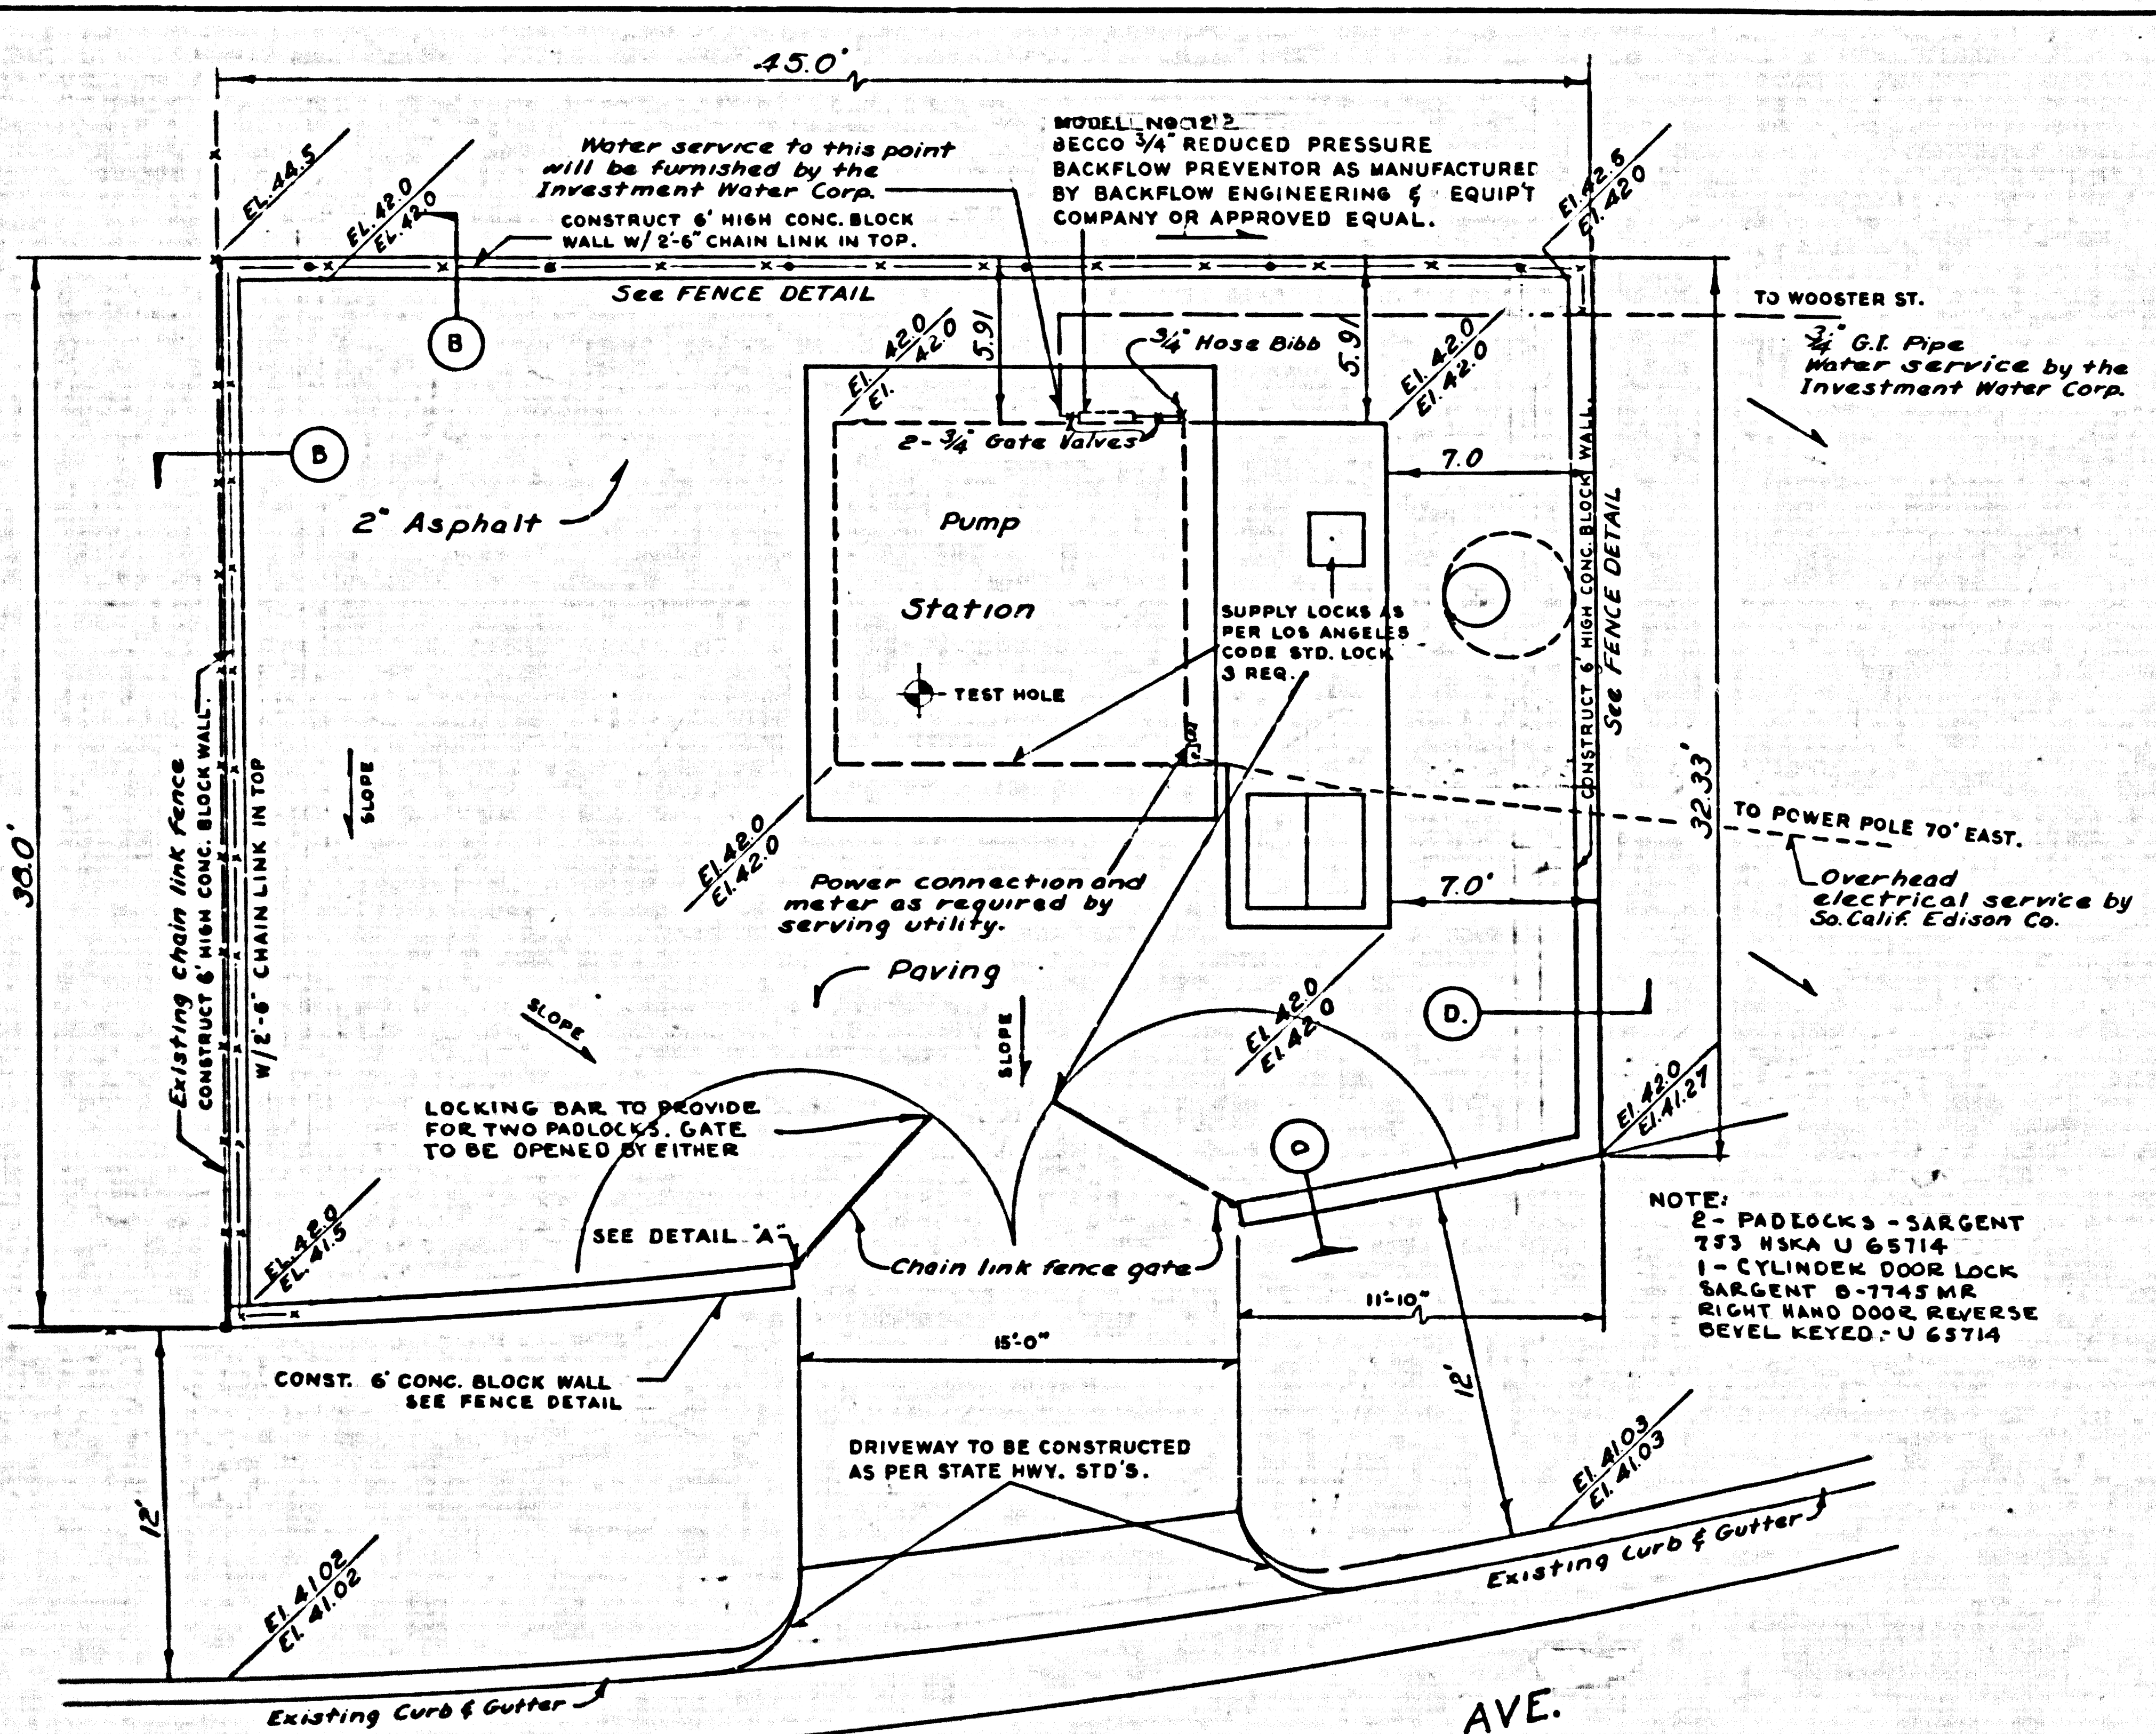 45.0'
EL. 44.5
EL. 42.0
EL. 42.0
Water service to this point
will be furnished by the
Investment Water Corp.
CONSTRUCT 6' HIGH CONC. BLOCK
WALL W/ 2'-6" CHAIN LINK IN TOP.
MODEL NO 1212
BECCO 3/4" REDUCED PRESSURE
BACKFLOW PREVENTOR AS MANUFACTURED
BY BACKFLOW ENGINEERING & EQUIP'T
COMPANY OR APPROVED EQUAL.
El. 42.6
El. 42.0
See FENCE DETAIL
TO WOOSTER ST.
3/4" G.I. Pipe
Water service by the
Investment Water Corp.
El. 42.0
El. 42.0
5.91
3/4" Hose Bibb
5.91
El. 42.0
El. 42.0
B
B
2" Asphalt
2 - 3/4" Gate Valves
7.0
Pump
Station
TEST HOLE
SUPPLY LOCKS AS
PER LOS ANGELES
CODE STD. LOCK
3 REQ.
CONSTRUCT 6' HIGH CONC. BLOCK WALL.
See FENCE DETAIL
32.33'
38.0'
Existing chain link fence
CONSTRUCT 6' HIGH CONC. BLOCK WALL.
W/2'-6" CHAIN LINK IN TOP
SLOPE
El. 42.0
El. 42.0
TO POWER POLE 70' EAST.
Overhead
electrical service by
So. Calif. Edison Co.
Power connection and
meter as required by
serving utility.
7.0'
Paving
SLOPE
SLOPE
El. 42.0
El. 42.0
D.
El. 42.0
El. 41.27
LOCKING BAR TO PROVIDE
FOR TWO PADLOCKS. GATE
TO BE OPENED BY EITHER
D
EL. 42.0
EL. 41.5
SEE DETAIL "A"
Chain link fence gate
NOTE:
2 - PADLOCKS - SARGENT
753 HSKA U 65714
1 - CYLINDER DOOR LOCK
SARGENT B-7745 MR
RIGHT HAND DOOR REVERSE
BEVEL KEYED - U 65714
11'-10"
15'-0"
CONST. 6' CONC. BLOCK WALL
SEE FENCE DETAIL
12'
12'
DRIVEWAY TO BE CONSTRUCTED
AS PER STATE HWY. STD'S.
El. 41.03
El. 41.03
El. 41.02
El. 41.02
Existing Curb & Gutter
Existing Curb & Gutter
AVE.